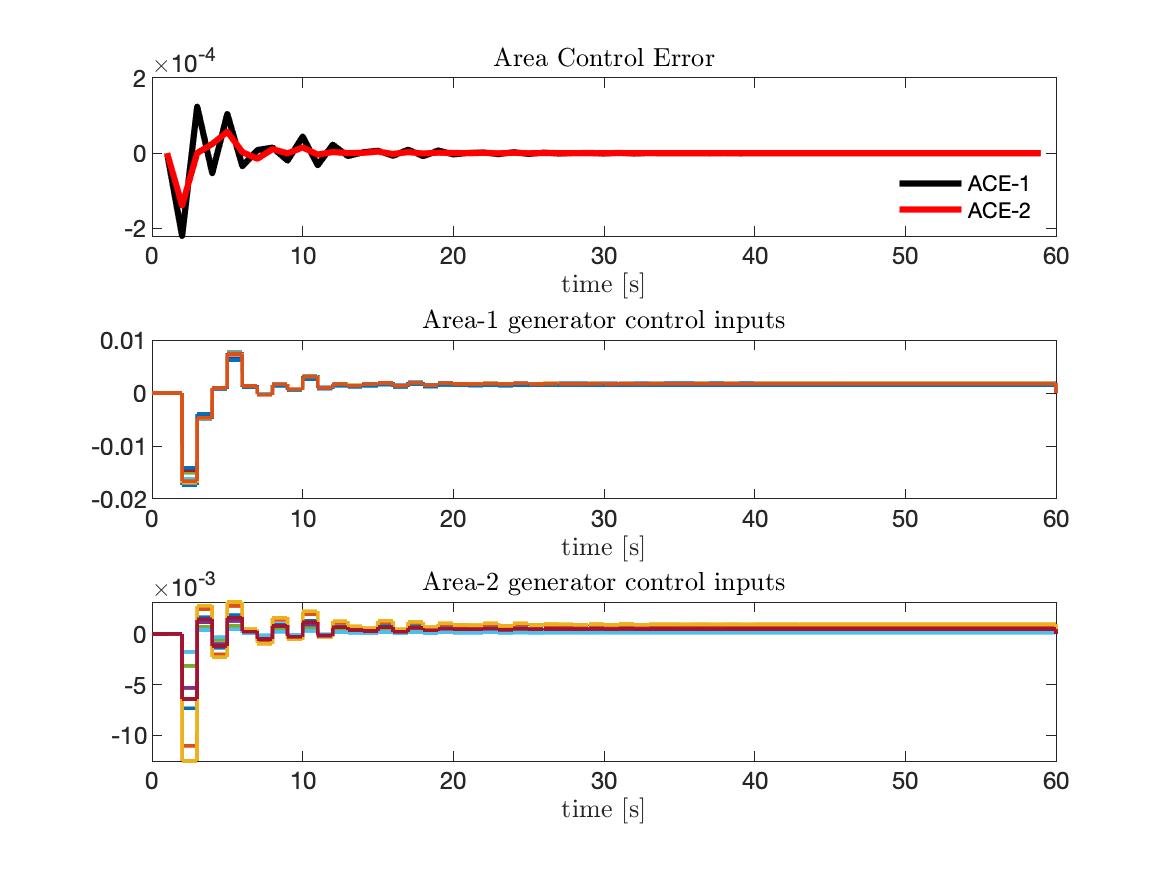 Area Control Error
×10-4
2
0
-2
ACE-1
ACE-2
0 10 20 30 40 50 60
time [s]
Area-1 generator control inputs
0.01
0
-0.01
-0.02
0 10 20 30 40 50 60
time [s]
Area-2 generator control inputs
×10-3
0
-5
-10
0 10 20 30 40 50 60
time [s]